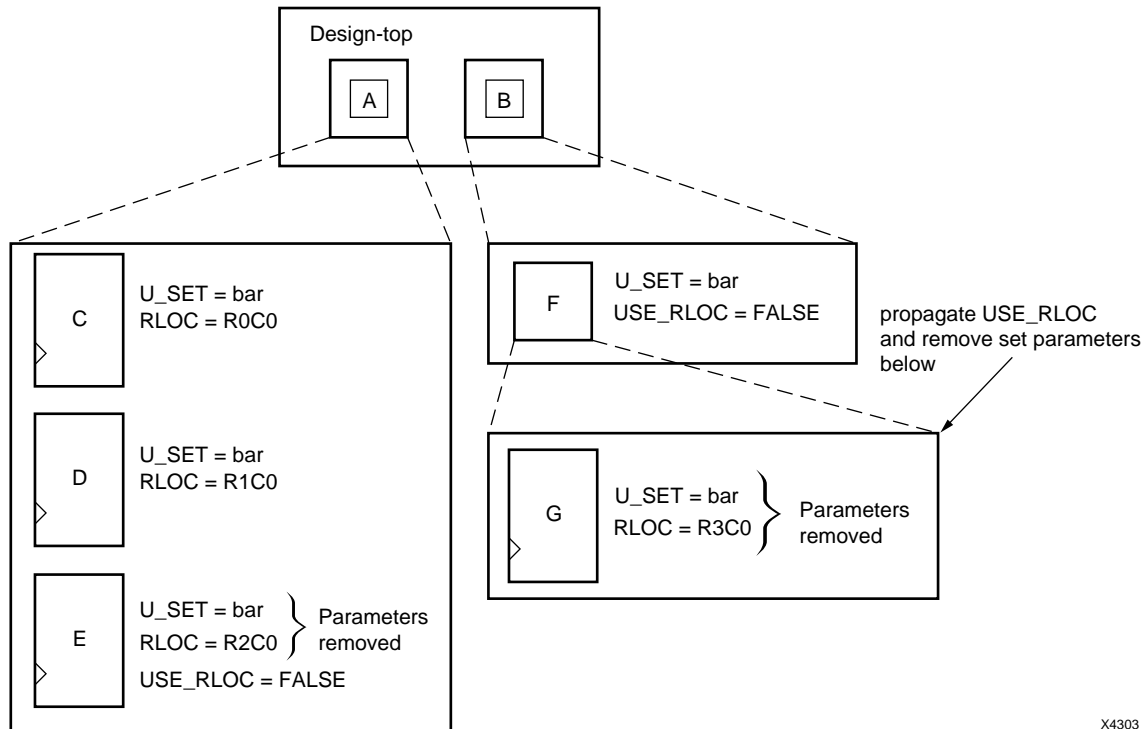 Design-top
A
B
C
U_SET = bar
RLOC = R0C0
D
U_SET = bar
RLOC = R1C0
E
U_SET = bar
RLOC = R2C0
Parameters
removed
USE_RLOC = FALSE
F
U_SET = bar
USE_RLOC = FALSE
propagate USE_RLOC
and remove set parameters
below
G
U_SET = bar
RLOC = R3C0
Parameters
removed
X4303